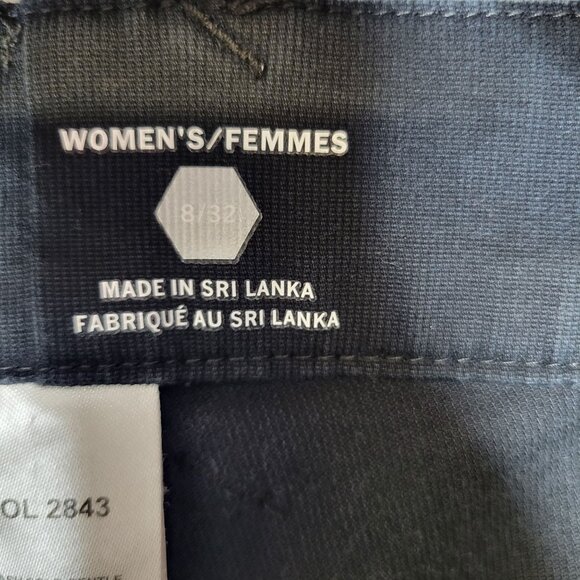 WOMEN'S/FEMMES
8/32
MADE IN SRI LANKA
FABRIQUÉ AU SRI LANKA
OL 2843